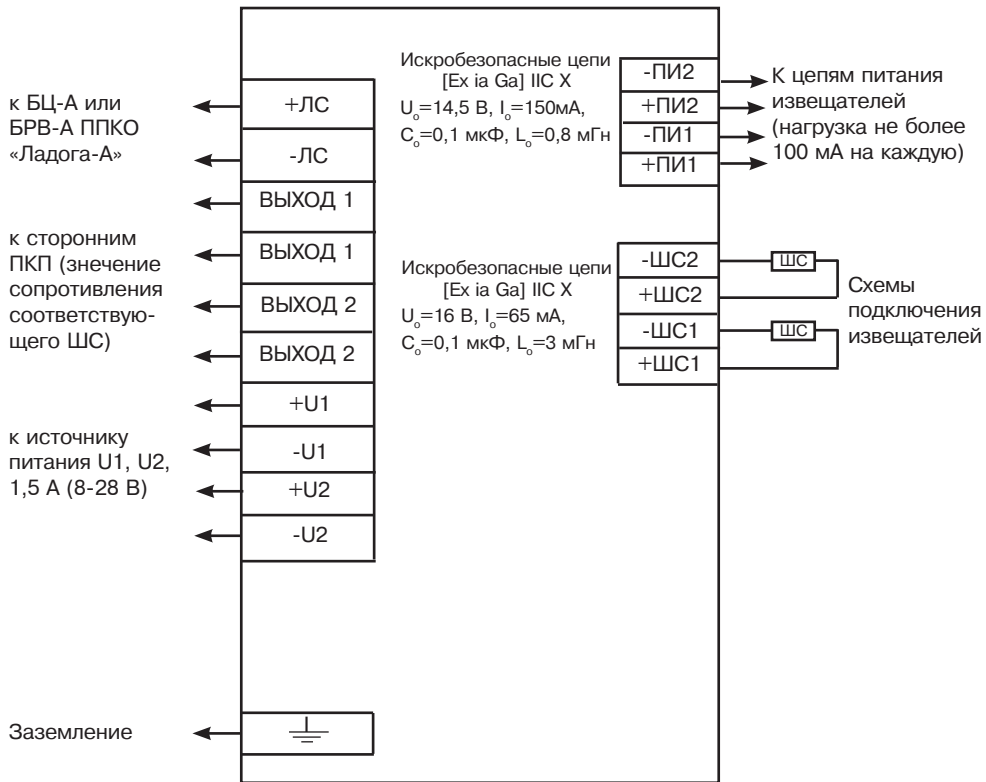 к БЦ-А или
БРВ-А ППКО
«Ладога-А»
к сторонним
ПКП (знечение
сопротивления
соответствую-
щего ШС)
к источнику
питания U1, U2,
1,5 А (8-28 В)
Заземление
+ЛС
-ЛС
ВЫХОД 1
ВЫХОД 1
ВЫХОД 2
ВЫХОД 2
+U1
-U1
+U2
-U2
Искробезопасные цепи
[Ex ia Ga] IIC X
Uo=14,5 В, Io=150мА,
Co=0,1 мкФ, Lo=0,8 мГн
-ПИ2
+ПИ2
-ПИ1
+ПИ1
К цепям питания
извещателей
(нагрузка не более
100 мА на каждую)
Искробезопасные цепи
[Ex ia Ga] IIC X
Uo=16 В, Io=65 мА,
Co=0,1 мкФ, Lo=3 мГн
-ШС2
+ШС2
-ШС1
+ШС1
ШС
ШС
Схемы
подключения
извещателей